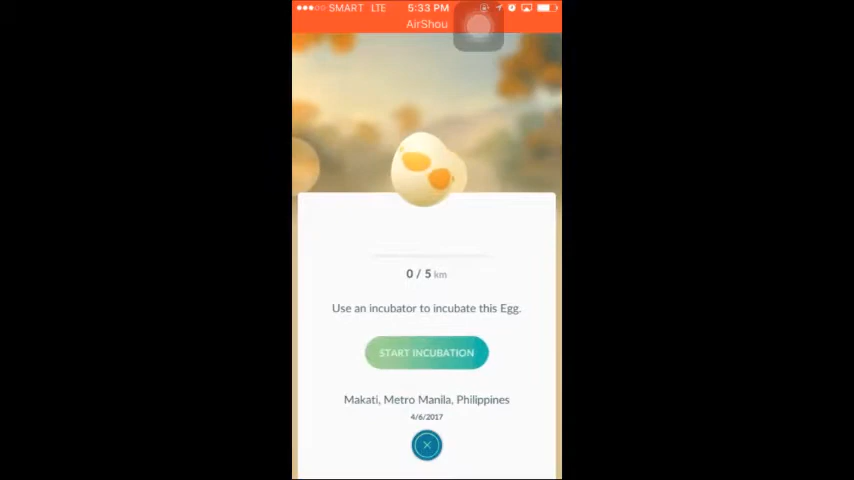 SMART LTE 5:33 PM
AirShou
0 / 5 km
Use an incubator to incubate this Egg.
START INCUBATION
Makati, Metro Manila, Philippines
4/6/2017